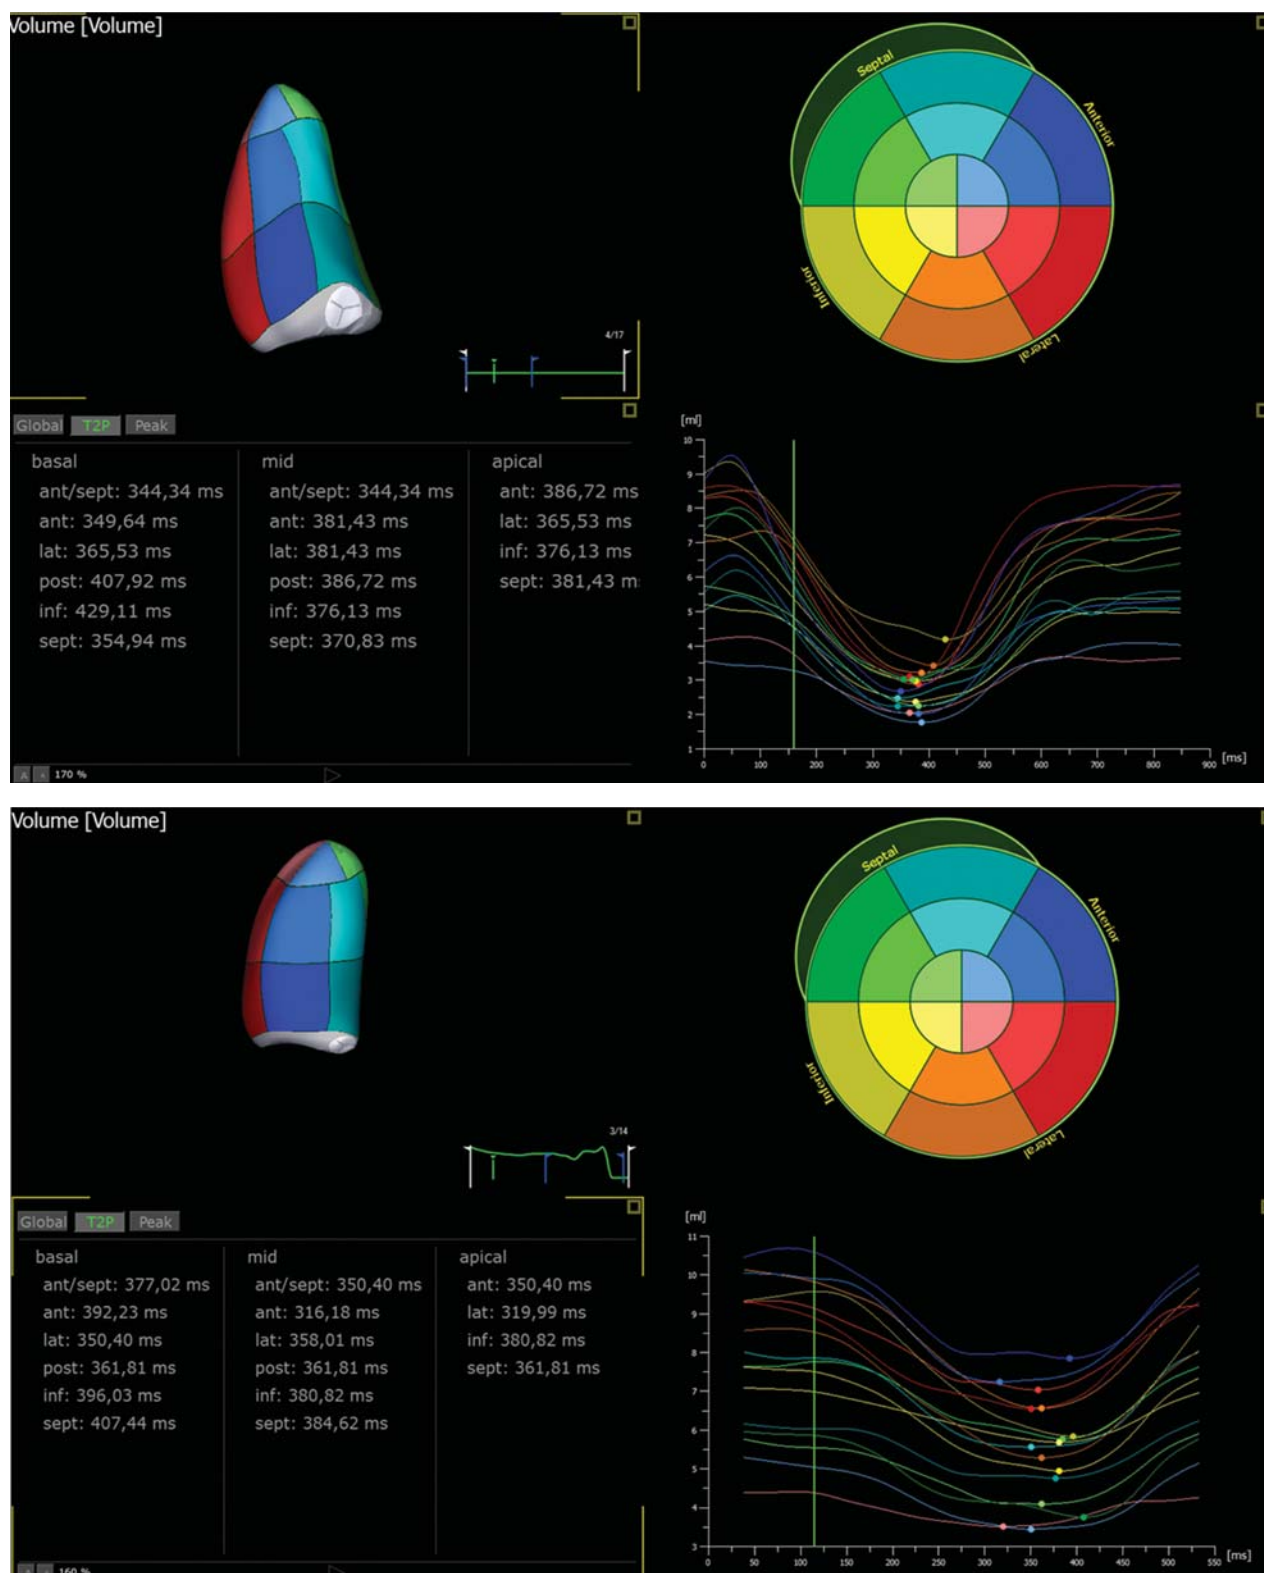 Volume [Volume]
Septal
Anterior
Inferior
Lateral
4/17
Global T2P Peak
basal mid apical
ant/sept: 344,34 ms ant/sept: 344,34 ms ant: 386,72 ms
ant: 349,64 ms ant: 381,43 ms lat: 365,53 ms
lat: 365,53 ms lat: 381,43 ms inf: 376,13 ms
post: 407,92 ms post: 386,72 ms sept: 381,43 m
inf: 429,11 ms inf: 376,13 ms
sept: 354,94 ms sept: 370,83 ms
170 %
[ml]
10
9
8
7
6
5
4
3
2
1
0 100 200 300 400 500 600 700 800 900 [ms]
Volume [Volume]
Septal
Anterior
Inferior
Lateral
3/14
Global T2P Peak
basal mid apical
ant/sept: 377,02 ms ant/sept: 350,40 ms ant: 350,40 ms
ant: 392,23 ms ant: 316,18 ms lat: 319,99 ms
lat: 350,40 ms lat: 358,01 ms inf: 380,82 ms
post: 361,81 ms post: 361,81 ms sept: 361,81 ms
inf: 396,03 ms inf: 380,82 ms
sept: 407,44 ms sept: 384,62 ms
160 %
[ml]
11
10
9
8
7
6
5
4
3
0 50 100 150 200 250 300 350 400 450 500 550 [ms]